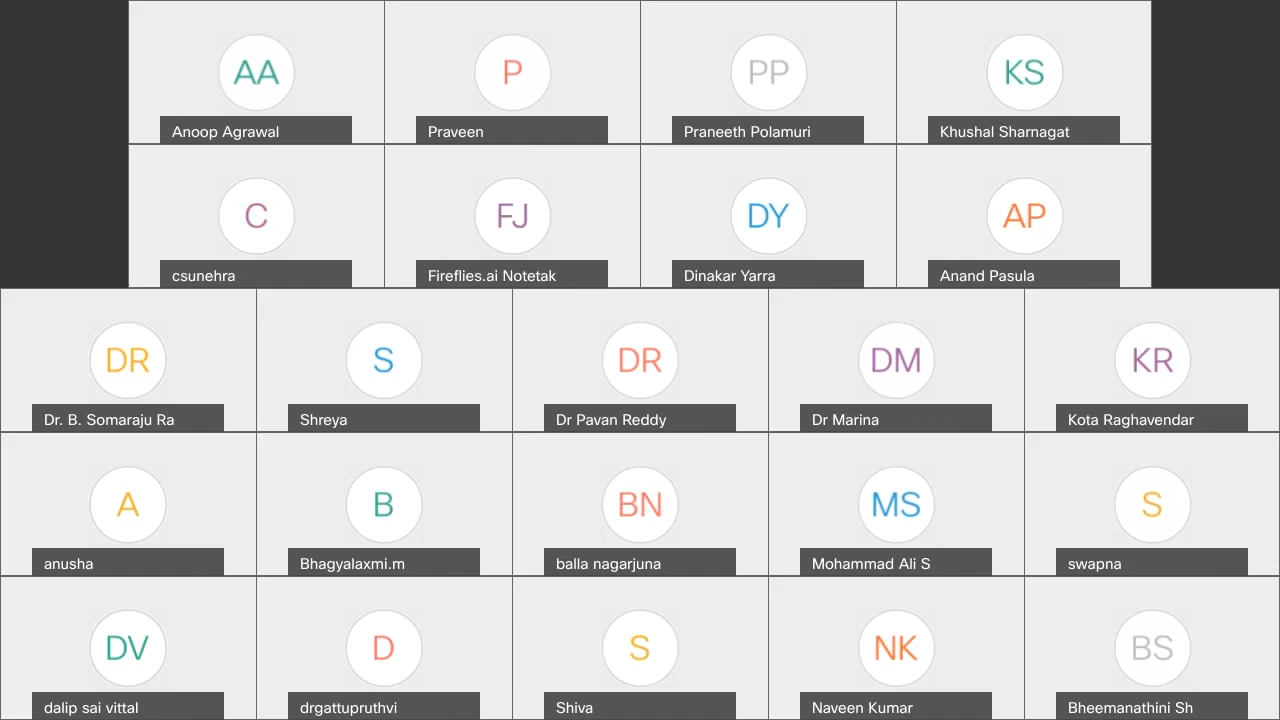 AA
Anoop Agrawal
P
Praveen
PP
Praneeth Polamuri
KS
Khushal Sharnagat
C
csunehra
FJ
Fireflies.ai Notetak
DY
Dinakar Yarra
AP
Anand Pasula
DR
Dr. B. Somaraju Ra
S
Shreya
DR
Dr Pavan Reddy
DM
Dr Marina
KR
Kota Raghavendar
A
anusha
B
Bhagyalaxmi.m
BN
balla nagarjuna
MS
Mohammad Ali S
S
swapna
DV
dalip sai vittal
D
drgattupruthvi
S
Shiva
NK
Naveen Kumar
BS
Bheemanathini Sh